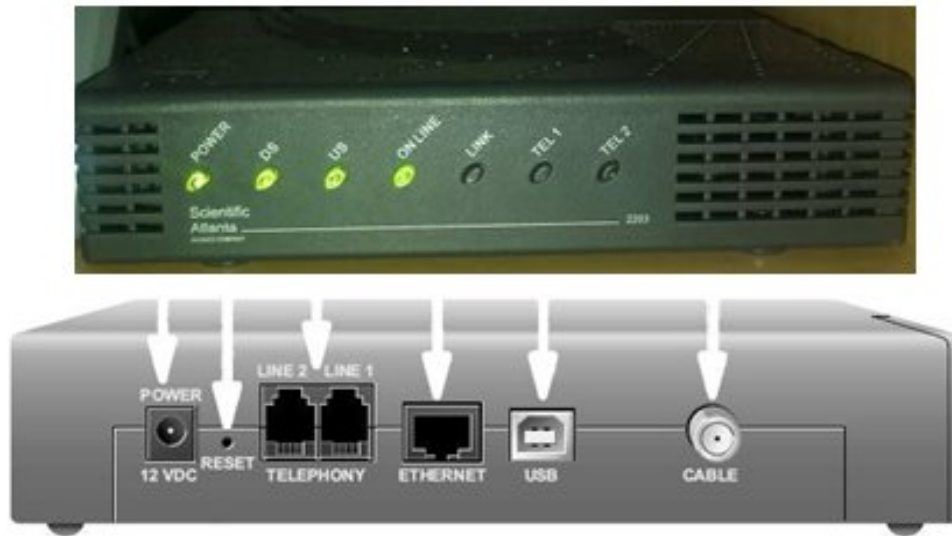 POWER DS US ON LINE LINK TEL 1 TEL 2
Scientific
Atlanta 2203
LINE 2 LINE 1
POWER
RESET
12 VDC TELEPHONY ETHERNET USB CABLE